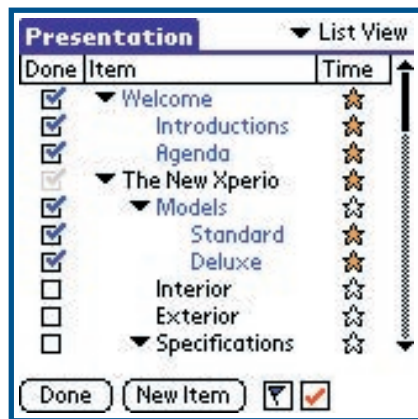 Presentation List View
Done Item Time
Welcome
Introductions
Agenda
The New Xperio
Models
Standard
Deluxe
Interior
Exterior
Specifications
Done New Item